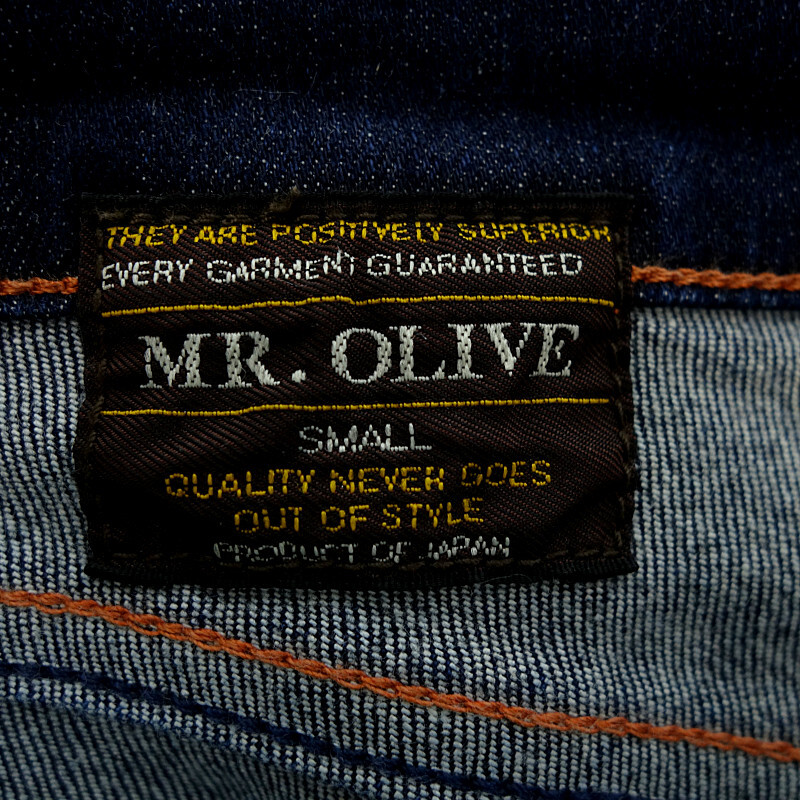 THEY ARE POSITIVELY SUPERIOR
EVERY GARMENT GUARANTEED
MR. OLIVE
SMALL
QUALITY NEVER GOES
OUT OF STYLE
PRODUCT OF JAPAN